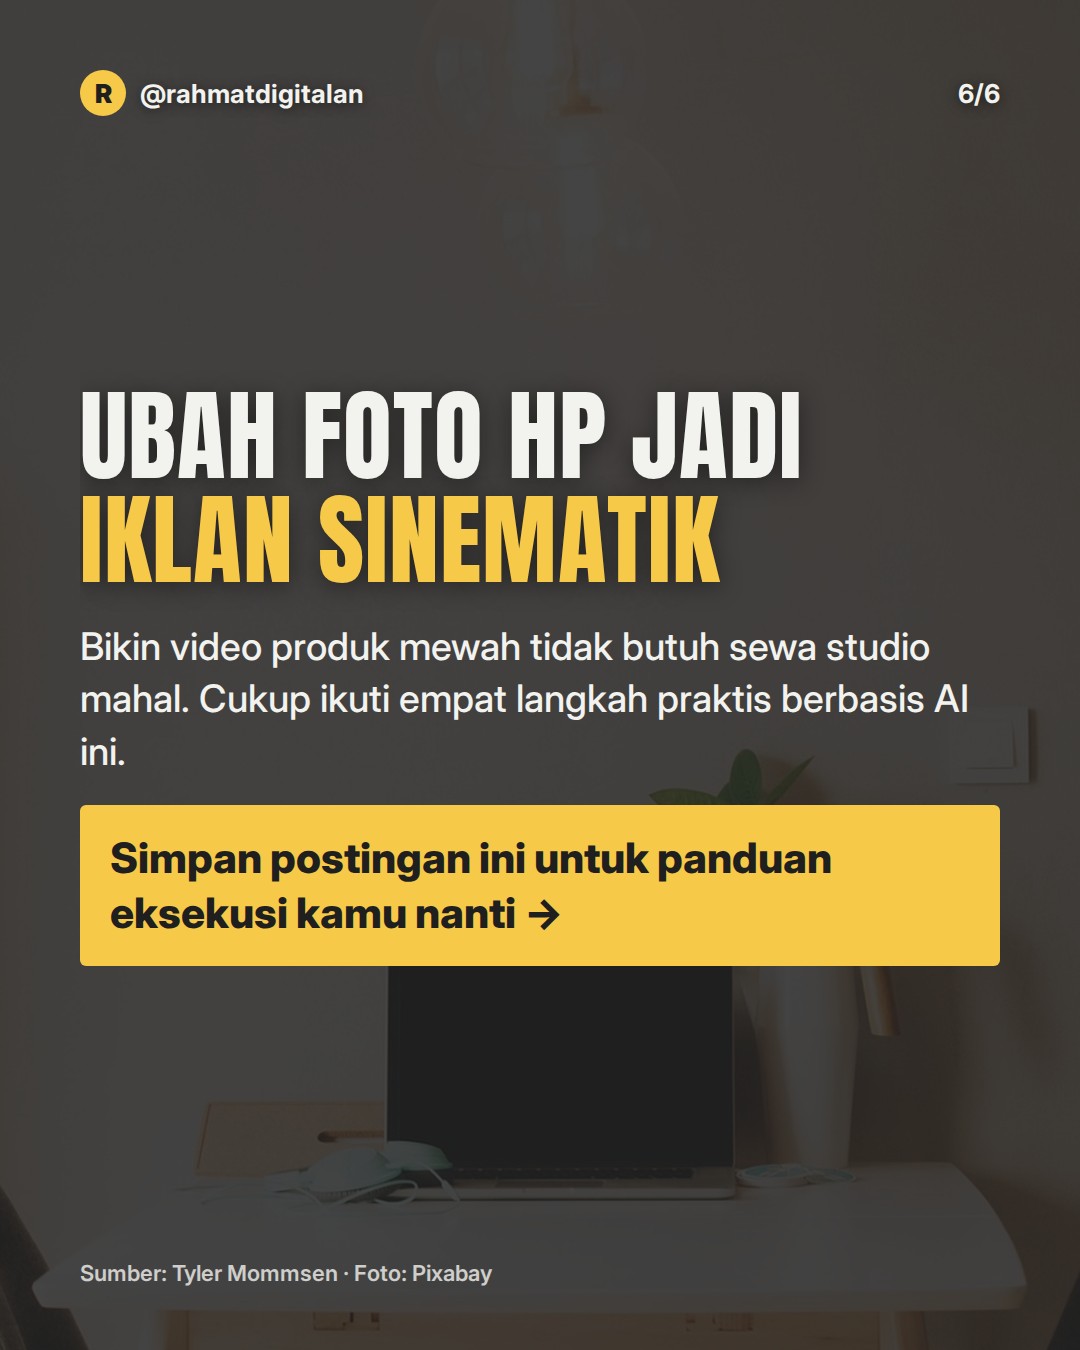 R @rahmatdigitalan
6/6
UBAH FOTO HP JADI
IKLAN SINEMATIK
Bikin video produk mewah tidak butuh sewa studio
mahal. Cukup ikuti empat langkah praktis berbasis AI
ini.
Simpan postingan ini untuk panduan
eksekusi kamu nanti →
Sumber: Tyler Mommsen · Foto: Pixabay